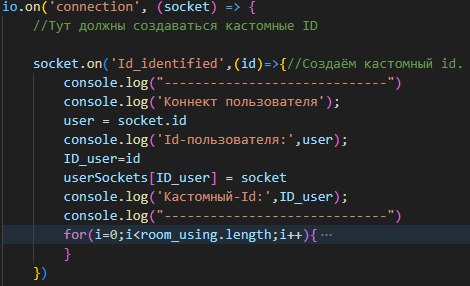 io.on('connection', (socket) => {
//Тут должны создаваться кастомные ID
socket.on('Id_identified',(id)=>{//Создаём кастомный id.
console.log("-----------------------------")
console.log('Коннект пользователя');
user = socket.id
console.log('Id-пользователя:',user);
ID_user=id
userSockets[ID_user] = socket
console.log('Кастомный-Id:',ID_user);
console.log("-----------------------------")
for(i=0;i<room_using.length;i++){ ···
}
})